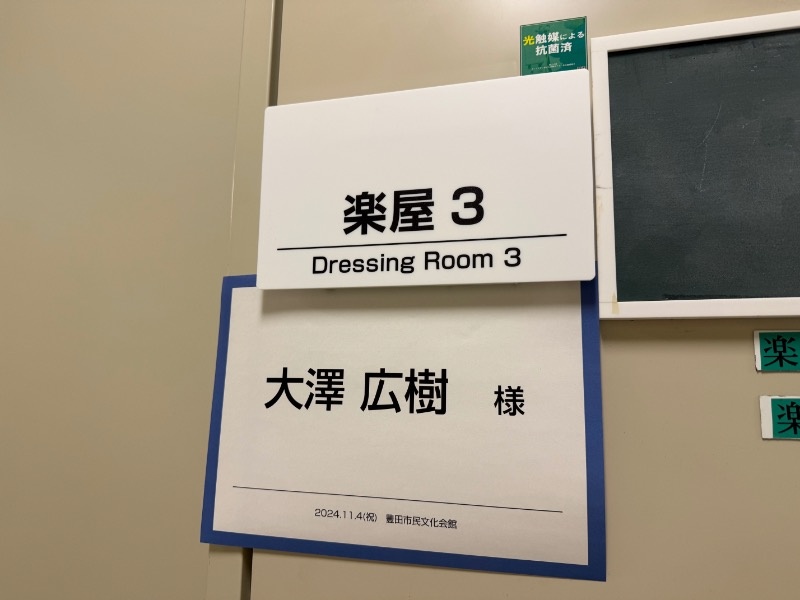 光触媒による
抗菌済
楽屋 3
Dressing Room 3
大澤 広樹 様
2024.11.4(祝) 豊田市民文化会館
楽
楽